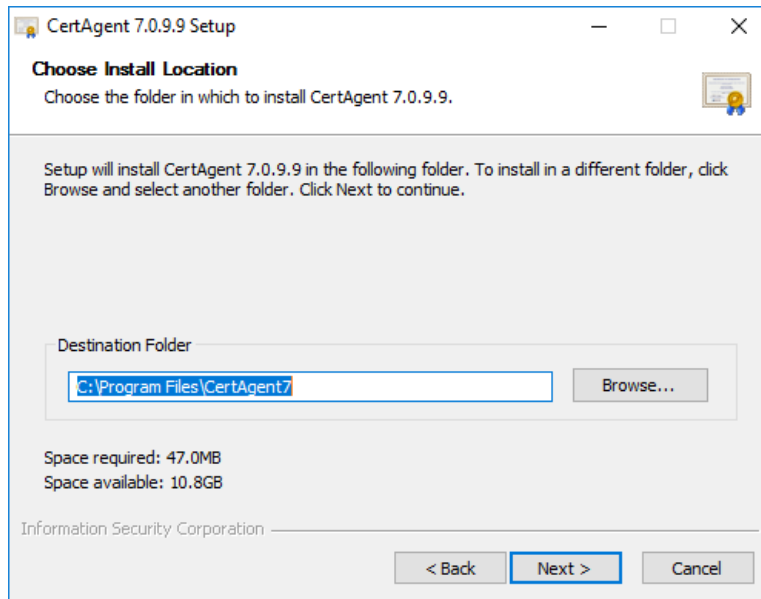 CertAgent 7.0.9.9 Setup
Choose Install Location
Choose the folder in which to install CertAgent 7.0.9.9.
Setup will install CertAgent 7.0.9.9 in the following folder. To install in a different folder, click
Browse and select another folder. Click Next to continue.
Destination Folder
C:\Program Files\CertAgent7
Browse...
Space required: 47.0MB
Space available: 10.8GB
Information Security Corporation
< Back
Next >
Cancel